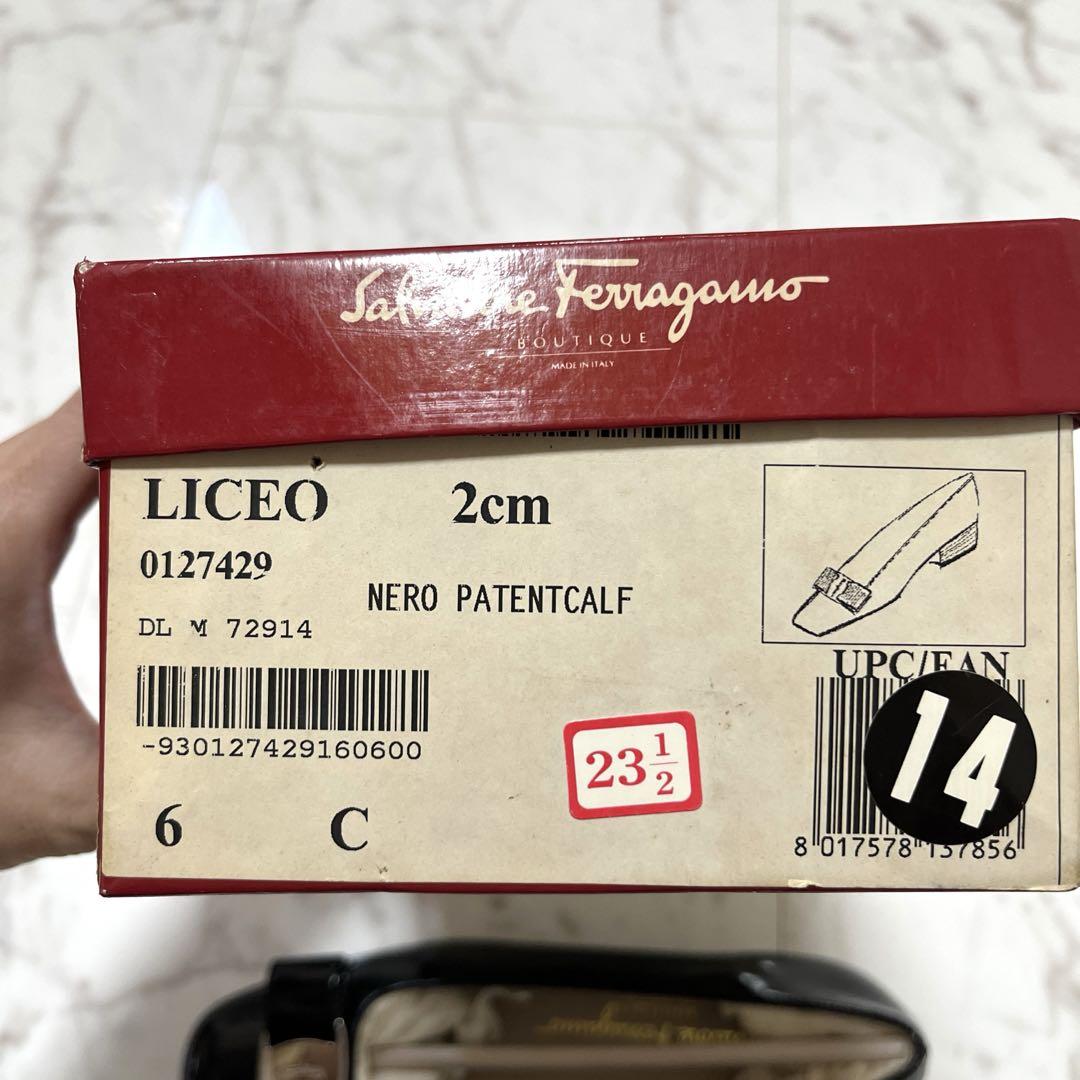 Salvatore Ferragamo
BOUTIQUE
MADE IN ITALY
LICEO 2cm
0127429
NERO PATENTCALF
DL M 72914
UPC/EAN
-930127429160600
23 1/2
14
6 C
8 017578 137856